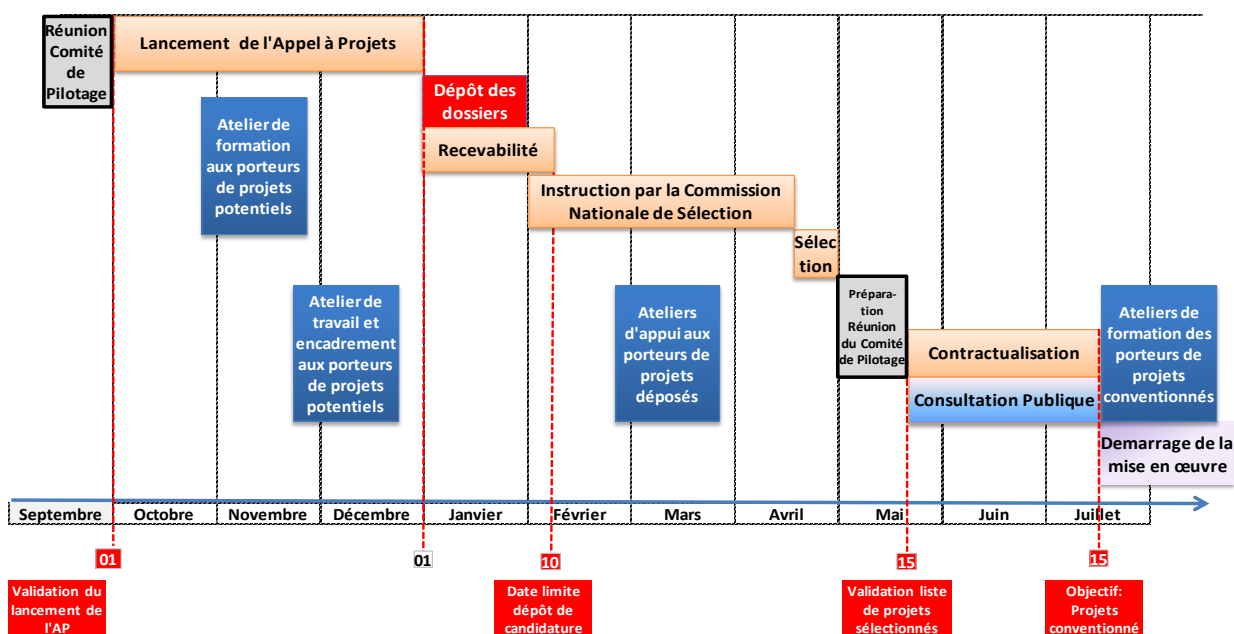 Réunion
Comité
de
Pilotage
Lancement de l'Appel à Projets
Dépôt des
dossiers
Atelier de
formation
aux porteurs
de projets
potentiels
Recevabilité
Instruction par la Commission
Nationale de Sélection
Sélec
tion
Atelier de
travail et
encadrement
aux porteurs
de projets
potentiels
Ateliers
d'appui aux
porteurs de
projets
déposés
Prépara-
tion
Réunion
du Comité
de Pilotage
Contractualisation
Consultation Publique
Ateliers de
formation des
porteurs de
projets
conventionnés
Demarrage de la
mise en œuvre
Septembre
Octobre
Novembre
Décembre
Janvier
Février
Mars
Avril
Mai
Juin
Juillet
01
01
10
15
15
Validation du
lancement de
l'AP
Date limite
dépôt de
candidature
Validation liste
de projets
sélectionnés
Objectif:
Projets
conventionné